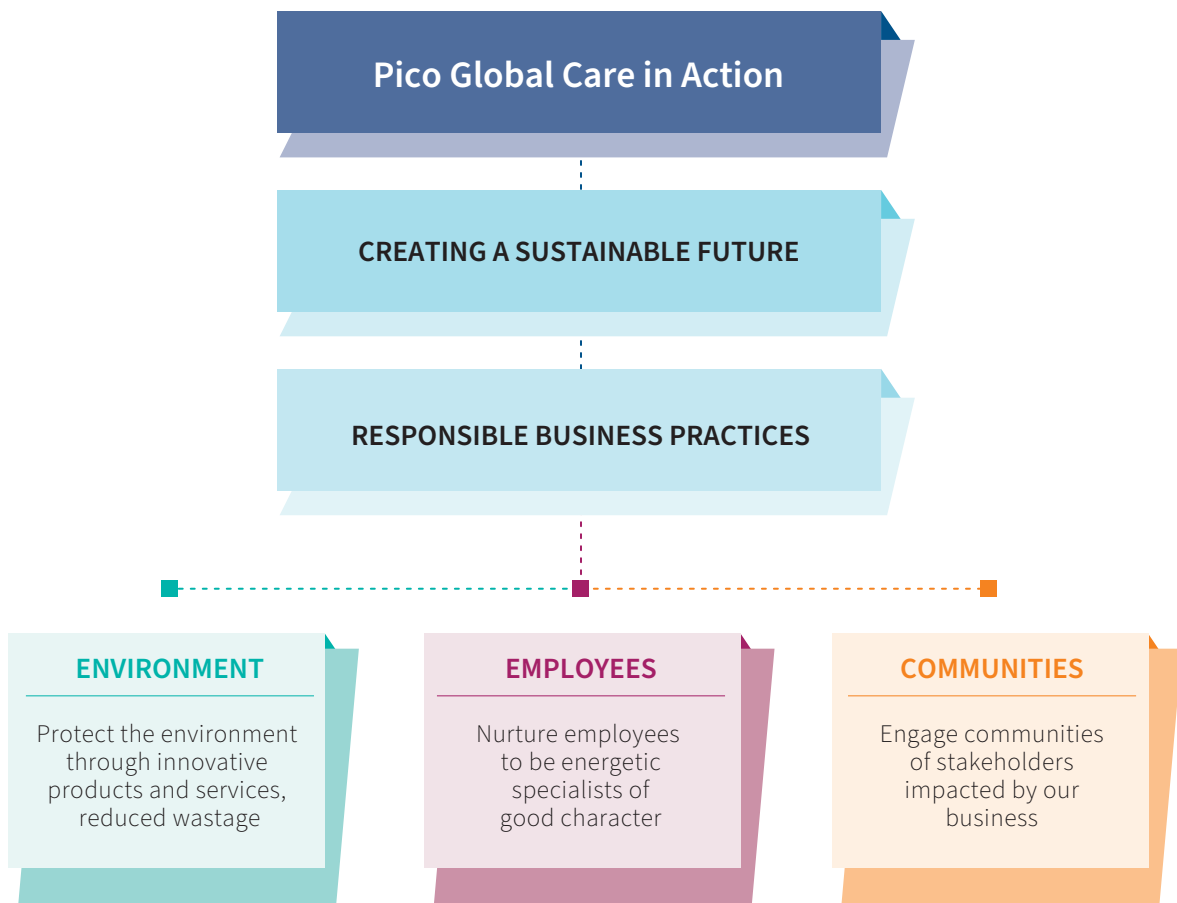 Pico Global Care in Action
CREATING A SUSTAINABLE FUTURE
RESPONSIBLE BUSINESS PRACTICES
ENVIRONMENT
Protect the environment
through innovative
products and services,
reduced wastage
EMPLOYEES
Nurture employees
to be energetic
specialists of
good character
COMMUNITIES
Engage communities
of stakeholders
impacted by our
business